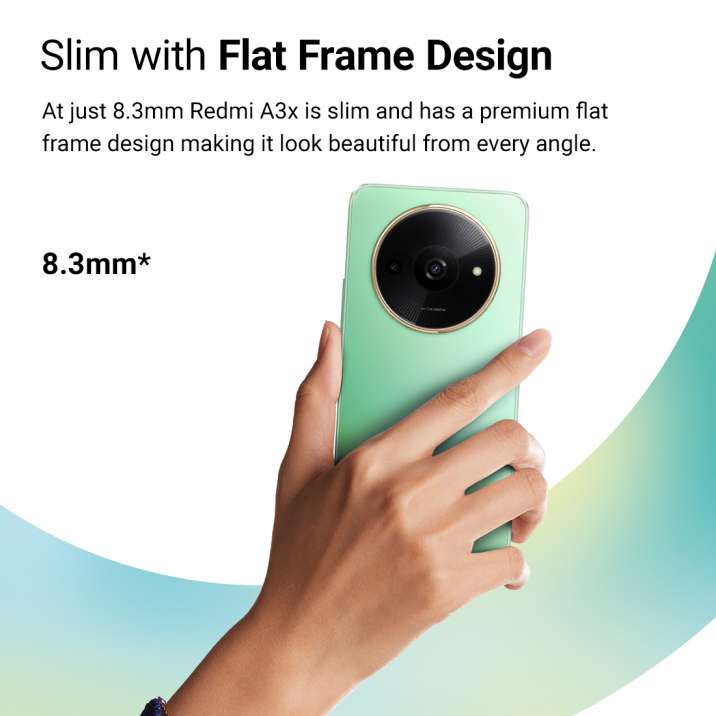 Slim with Flat Frame Design
At just 8.3mm Redmi A3x is slim and has a premium flat
frame design making it look beautiful from every angle.
8.3mm*